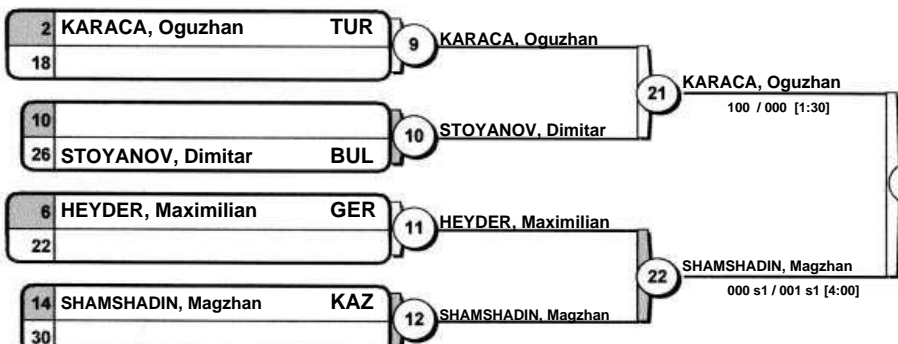 2 KARACA, Oguzhan TUR
18
9
KARACA, Oguzhan
10
26 STOYANOV, Dimitar BUL
10
STOYANOV, Dimitar
21
KARACA, Oguzhan
100 / 000 [1:30]
6 HEYDER, Maximilian GER
22
11
HEYDER, Maximilian
14 SHAMSHADIN, Magzhan KAZ
30
12
SHAMSHADIN, Magzhan
22
SHAMSHADIN, Magzhan
000 s1 / 001 s1 [4:00]